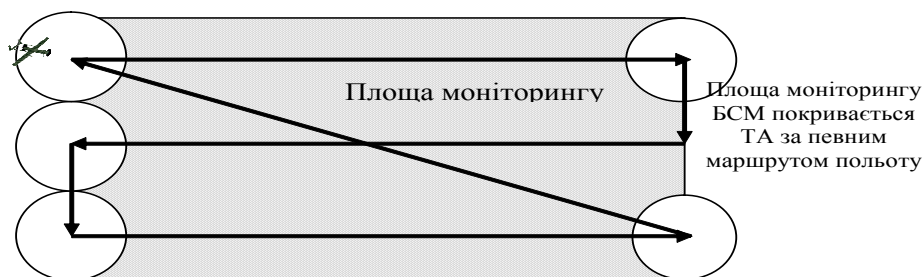 Площа моніторингу
Площа моніторингу
БСМ покривається
ТА за певним
маршрутом польоту